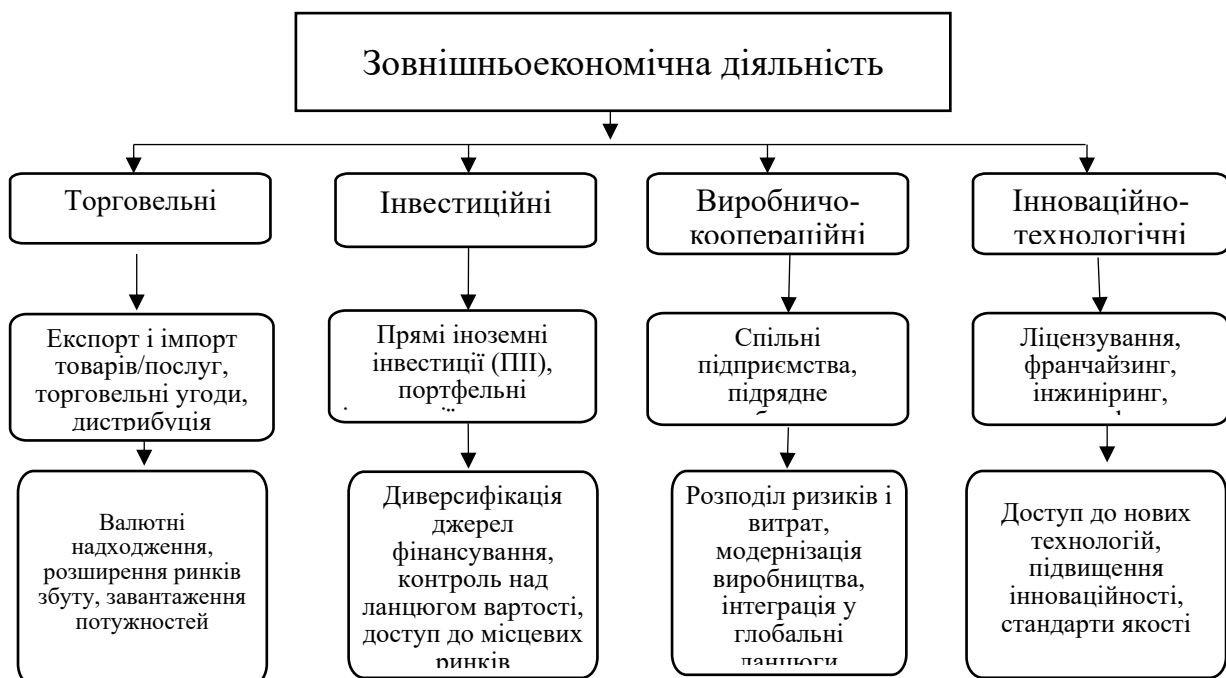 Зовнішньоекономічна діяльність
Торговельні
Інвестиційні
Виробничо-
коопераційні
Інноваційно-
технологічні
Експорт і імпорт
товарів/послуг,
торговельні угоди,
дистрибуція
Прямі іноземні
інвестиції (ПІІ),
портфельні
Спільні
підприємства,
підрядне
Ліцензування,
франчайзинг,
інжиніринг,
Валютні
надходження,
розширення ринків
збуту, завантаження
потужностей
Диверсифікація
джерел
фінансування,
контроль над
ланцюгом вартості,
доступ до місцевих
ринків
Розподіл ризиків і
витрат,
модернізація
виробництва,
інтеграція у
глобальні
ланцюги
Доступ до нових
технологій,
підвищення
інноваційності,
стандарти якості